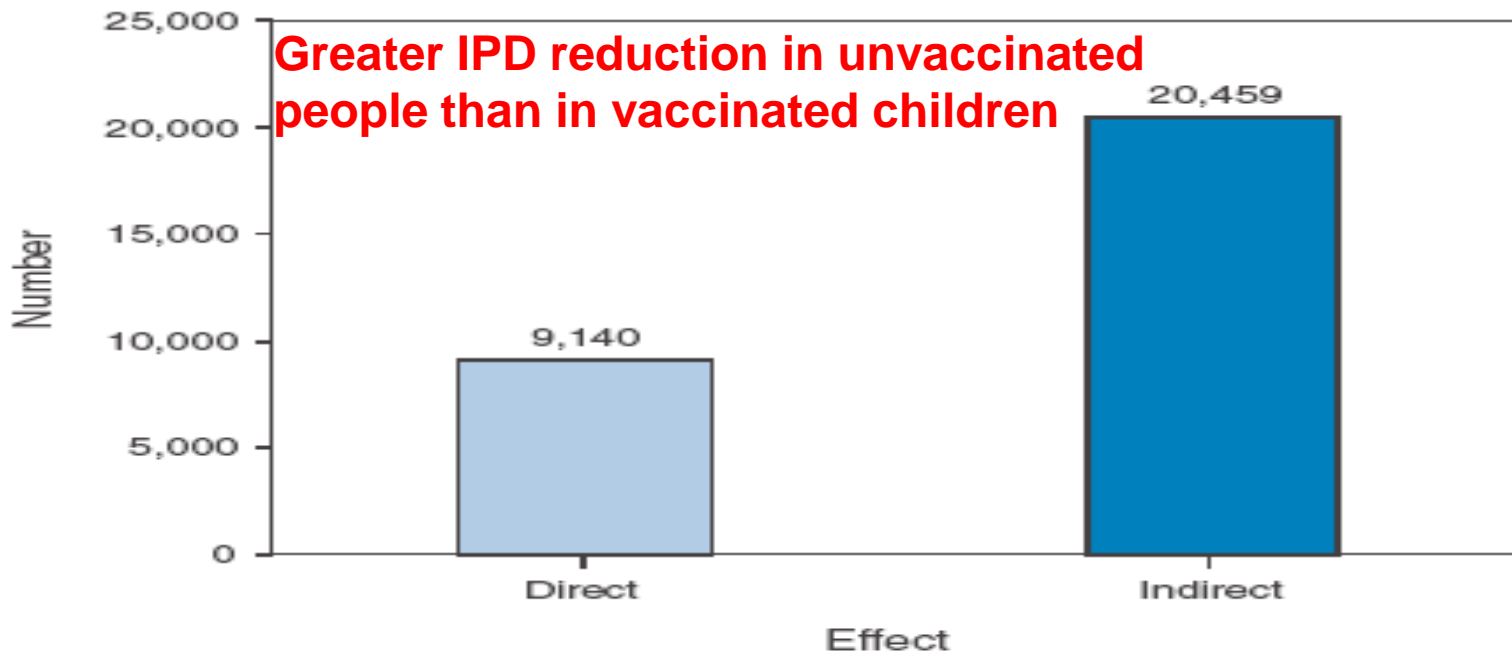 25,000
Greater IPD reduction in unvaccinated
people than in vaccinated children
20,459
20,000
15,000
Number
10,000
9,140
5,000
0
Direct
Indirect
Effect